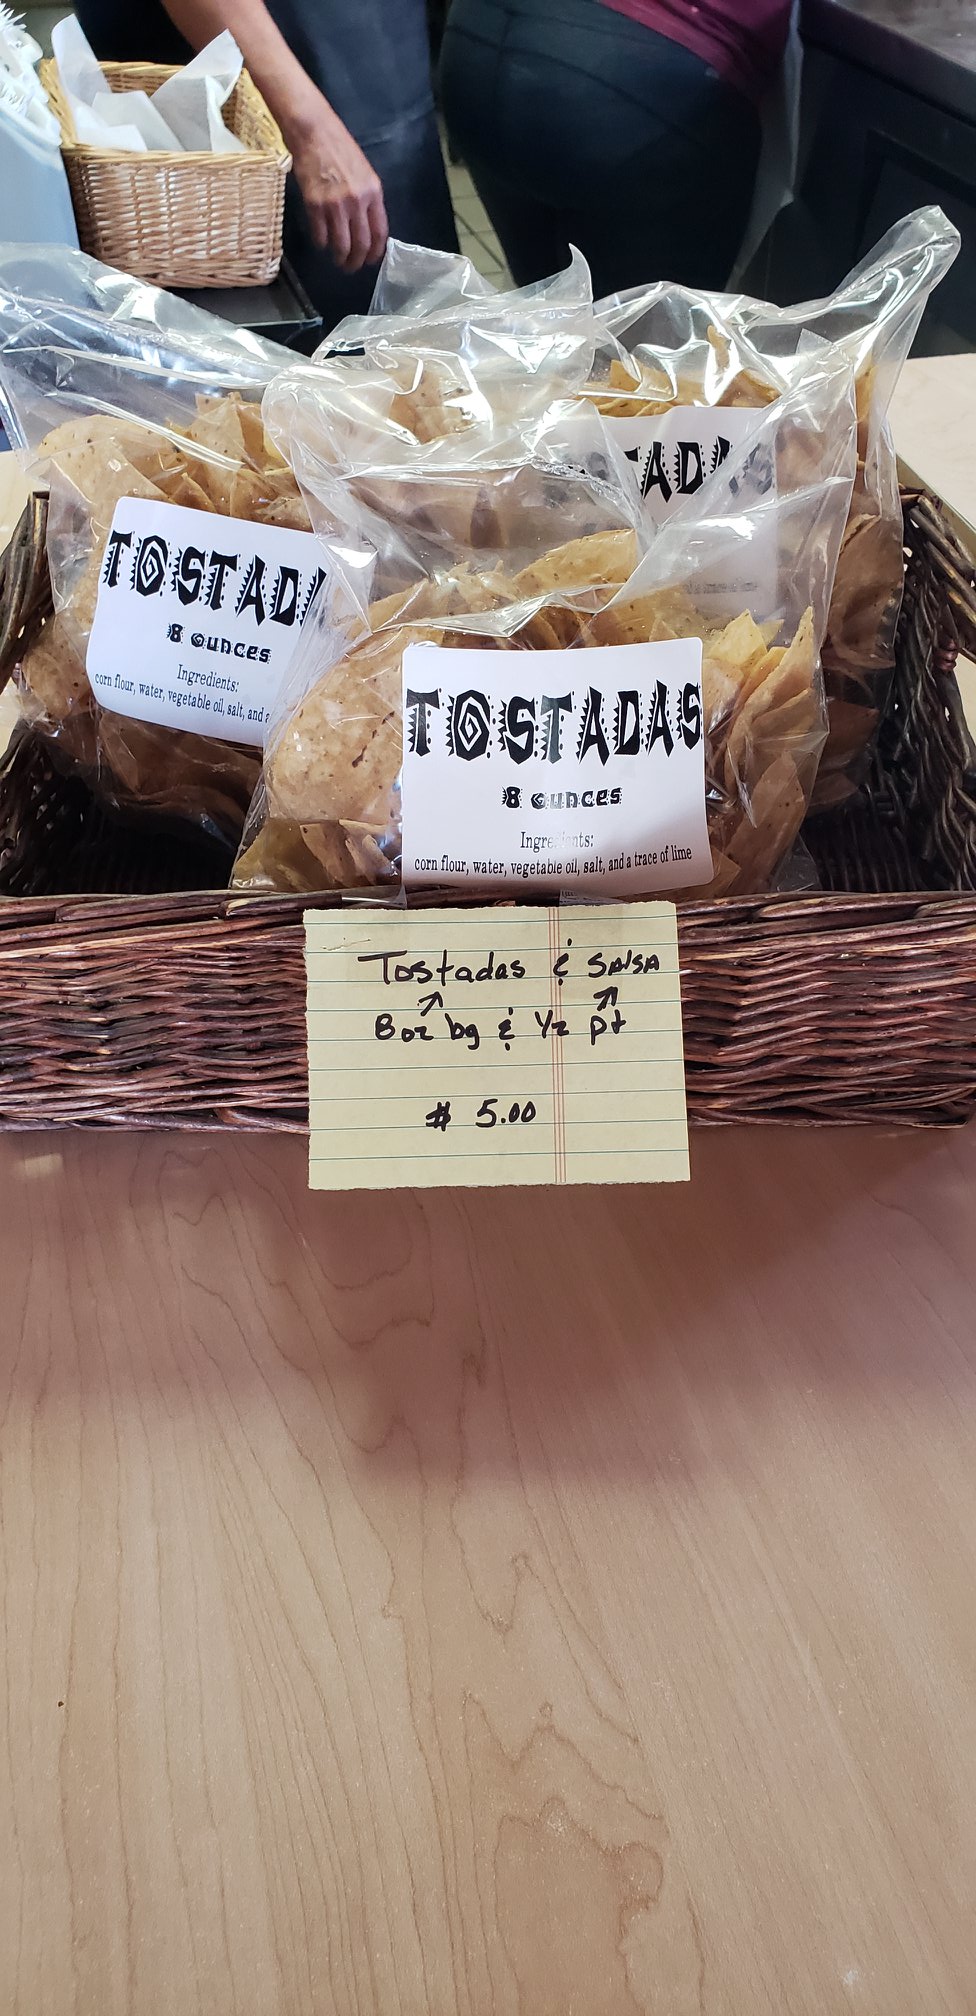 TOSTADA
8 ounces
Ingredients:
corn flour, water, vegetable oil, salt, and a
TAD
TOSTADAS
8 ounces
Ingredients:
corn flour, water, vegetable oil, salt, and a trace of lime
Tostadas & SALSA
8oz bg & 1/2 pt
$ 5.00